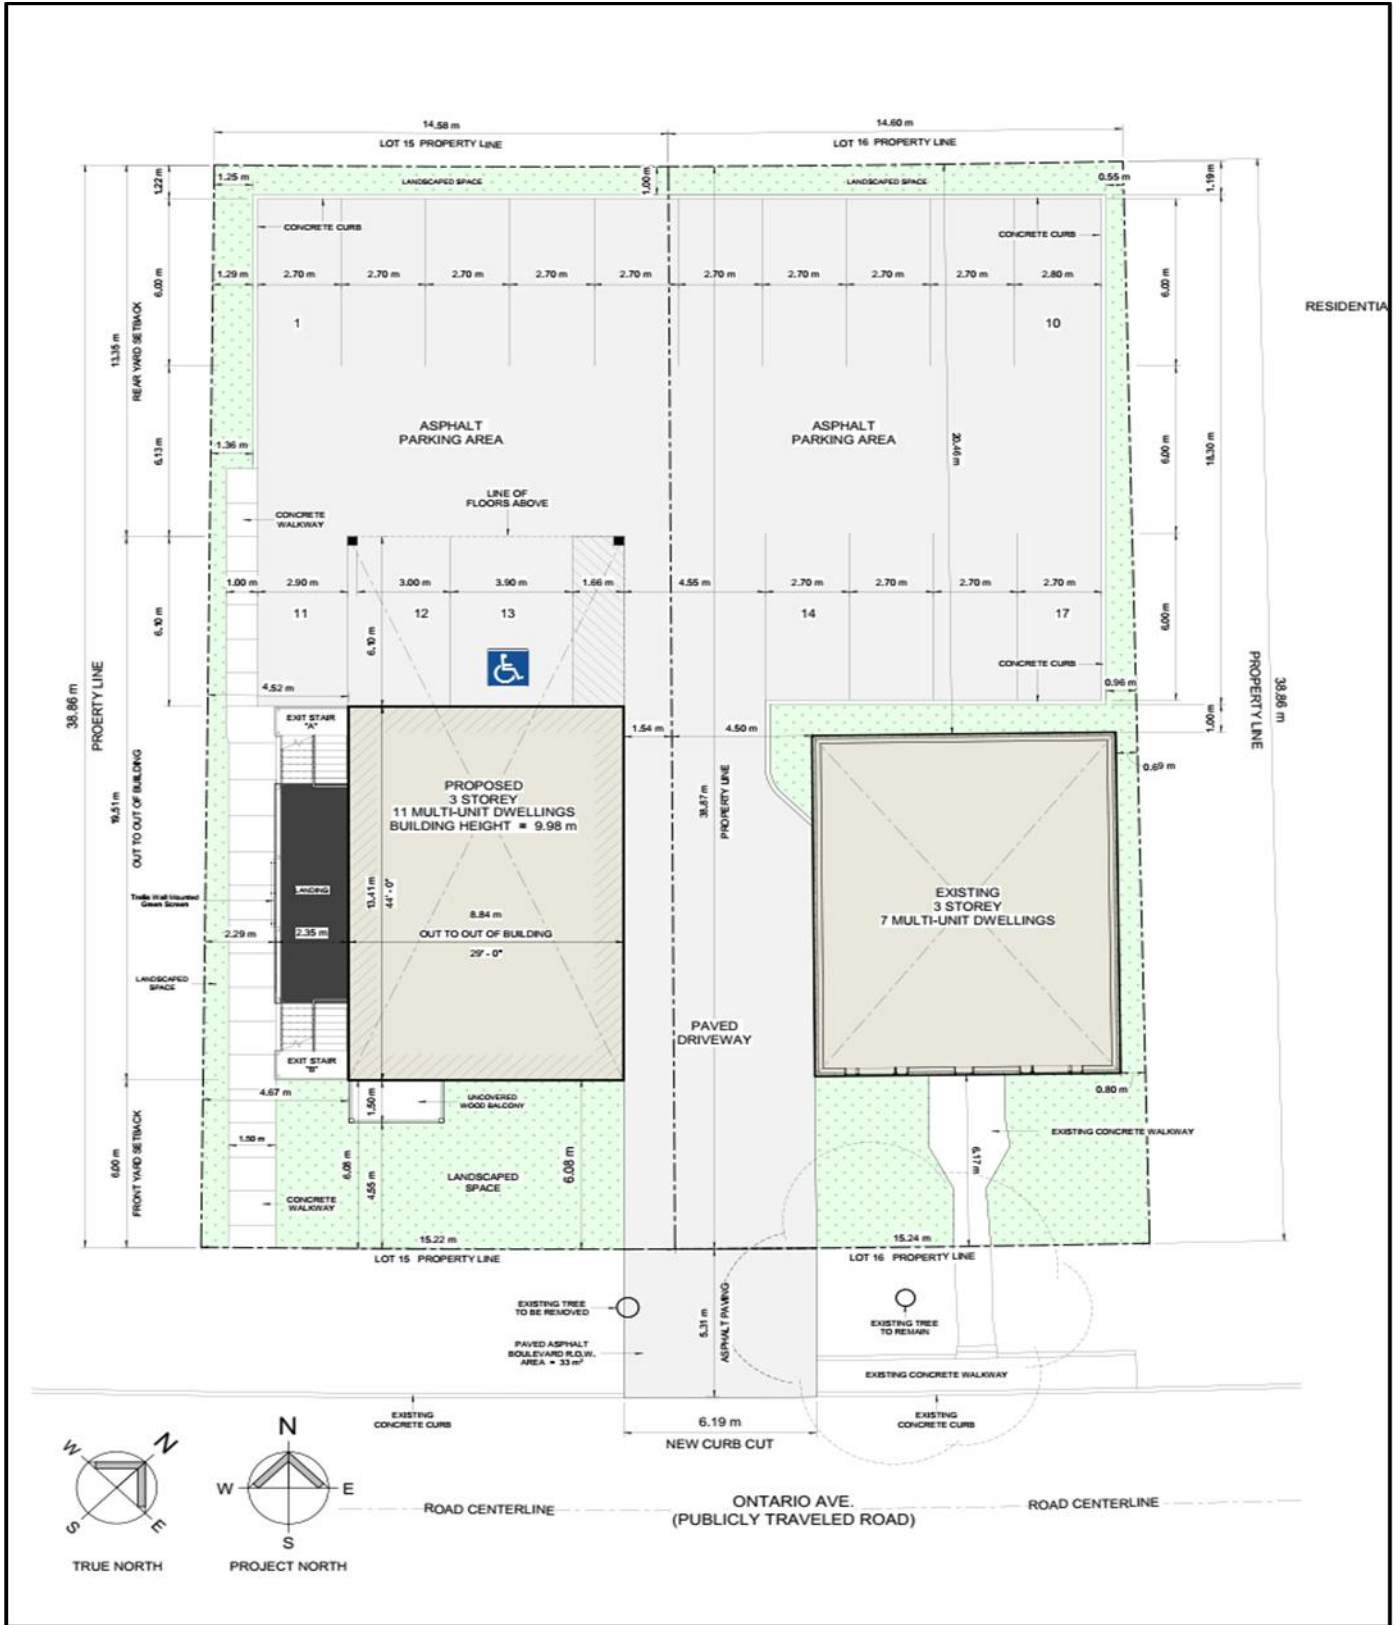 14.58 m
14.60 m
LOT 15 PROPERTY LINE
LOT 16 PROPERTY LINE
1.22 m
1.25 m
LANDSCAPED SPACE
1.00 m
LANDSCAPED SPACE
0.55 m
1.19 m
CONCRETE CURB
CONCRETE CURB
1.29 m
2.70 m
2.70 m
2.70 m
2.70 m
2.70 m
2.70 m
2.70 m
2.70 m
2.70 m
2.80 m
6.00 m
6.00 m
RESIDENTIA
1
10
13.35 m
REAR YARD SETBACK
ASPHALT
PARKING AREA
ASPHALT
PARKING AREA
1.36 m
6.13 m
20.46 m
6.00 m
18.30 m
LINE OF
FLOORS ABOVE
CONCRETE
WALKWAY
1.00 m
2.90 m
3.00 m
3.90 m
1.66 m
4.55 m
2.70 m
2.70 m
2.70 m
2.70 m
6.10 m
11
12
13
14
17
6.00 m
6.10 m
CONCRETE CURB
4.52 m
0.96 m
38.86 m
PROERTY LINE
PROPERTY LINE
38.86 m
EXIT STAIR
"A"
1.54 m
4.50 m
1.00 m
0.69 m
19.51 m
OUT TO OUT OF BUILDING
PROPOSED
3 STOREY
11 MULTI-UNIT DWELLINGS
BUILDING HEIGHT = 9.98 m
38.87 m
PROPERTY LINE
Trellis Wall Mounted
Green Screen
LANDING
13.41 m
44' - 0"
EXISTING
3 STOREY
7 MULTI-UNIT DWELLINGS
8.84 m
2.29 m
2.35 m
OUT TO OUT OF BUILDING
29' - 0"
LANDSCAPED
SPACE
PAVED
DRIVEWAY
EXIT STAIR
"B"
4.67 m
1.50 m
UNCOVERED
WOOD BALCONY
0.80 m
6.00 m
FRONT YARD SETBACK
1.50 m
EXISTING CONCRETE WALKWAY
6.08 m
4.55 m
LANDSCAPED
SPACE
6.08 m
6.17 m
CONCRETE
WALKWAY
15.22 m
15.24 m
LOT 15 PROPERTY LINE
LOT 16 PROPERTY LINE
EXISTING TREE
TO BE REMOVED
5.31 m
ASPHALT PAVING
EXISTING TREE
TO REMAIN
PAVED ASPHALT
BOULEVARD R.O.W.
AREA = 33 m²
EXISTING CONCRETE WALKWAY
EXISTING
CONCRETE CURB
6.19 m
NEW CURB CUT
EXISTING
CONCRETE CURB
W
N
S
E
TRUE NORTH
N
W
E
S
PROJECT NORTH
ROAD CENTERLINE
ONTARIO AVE.
(PUBLICLY TRAVELED ROAD)
ROAD CENTERLINE